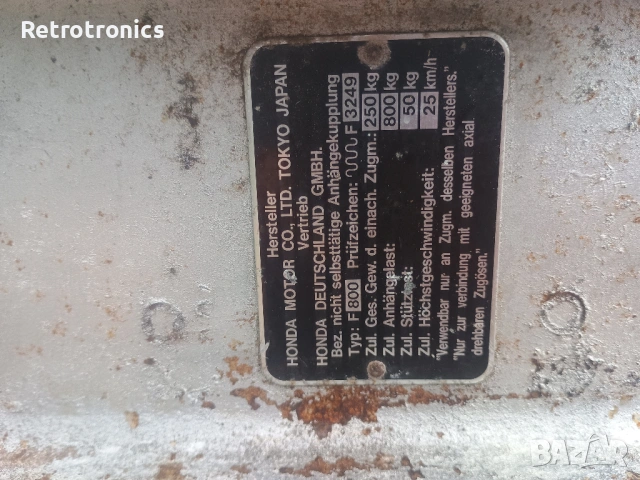 Retrotronics
Hersteller
HONDA MOTOR CO., LTD. TOKYO JAPAN
Vertrieb
HONDA DEUTSCHLAND GMBH.
Bez. nicht selbsttätige Anhängekupplung
Typ: F 800 Prüfzeichen: F 3249
Zul. Ges. Gew. d. einach. Zugm.: 250 kg
Zul. Anhängelast: 800 kg
Zul. Stützlast: 50 kg
Zul. Höchstgeschwindigkeit: 25 km/h
"Verwendbar nur an Zugm. desselben Herstellers."
"Nur zur verbindung mit geeigneten axial
drehbaren Zugösen."
BAZAR